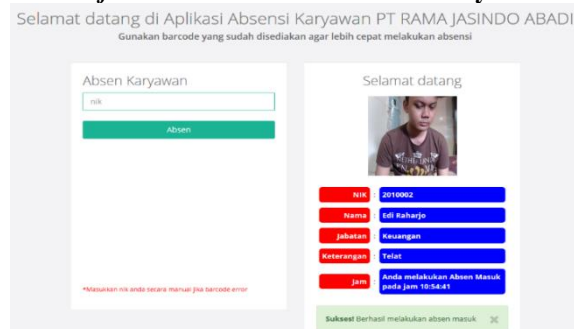 Selamat datang di Aplikasi Absensi Karyawan PT RAMA JASINDO ABADI
Gunakan barcode yang sudah disediakan agar lebih cepat melakukan absensi
Absen Karyawan
nik
Absen
*Masukkan nik anda secara manual jika barcode error
Selamat datang
NIK : 2010002
Nama : Edi Raharjo
Jabatan : Keuangan
Keterangan : Telat
Jam : Anda melakukan Absen Masuk
pada jam 10:54:41
Sukses! Berhasil melakukan absen masuk ×